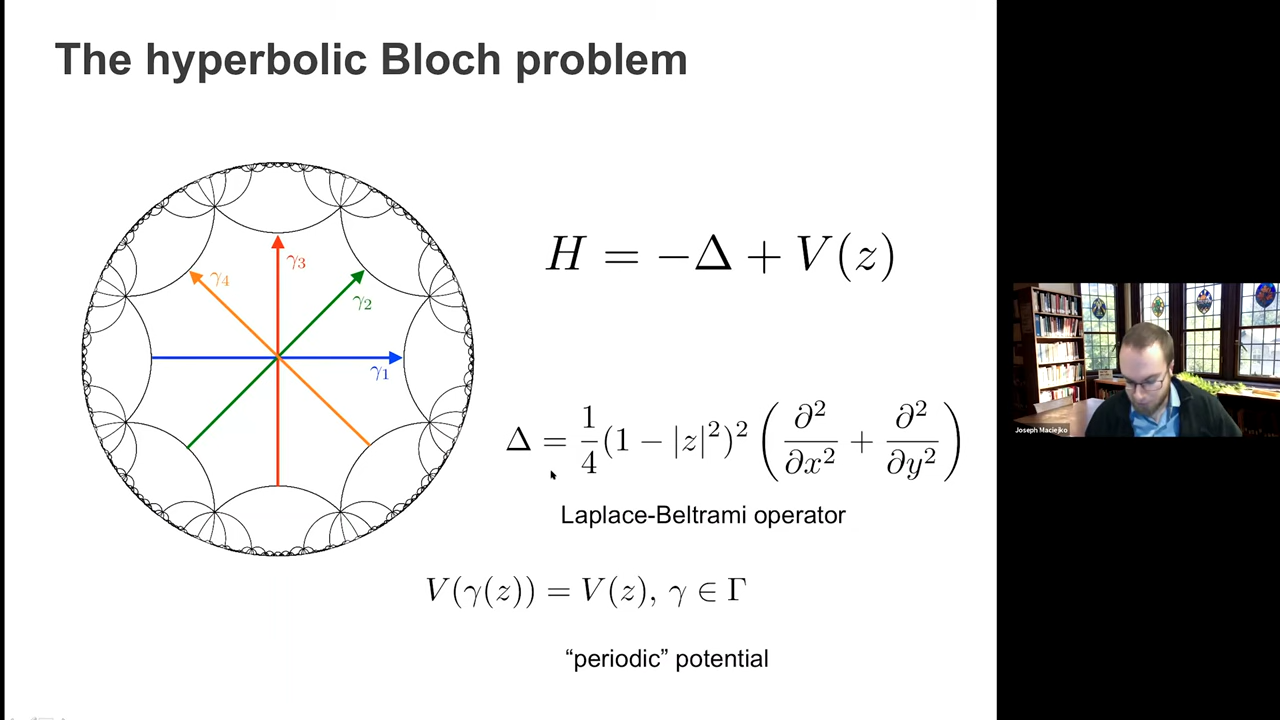 The hyperbolic Bloch problem
γ₄
γ₃
γ₂
γ₁
H = −Δ + V(z)
Δ = 1/4 (1 − |z|²)² (∂²/∂x² + ∂²/∂y²)
Laplace-Beltrami operator
V(γ(z)) = V(z), γ ∈ Γ
“periodic” potential
Joseph Maciejko